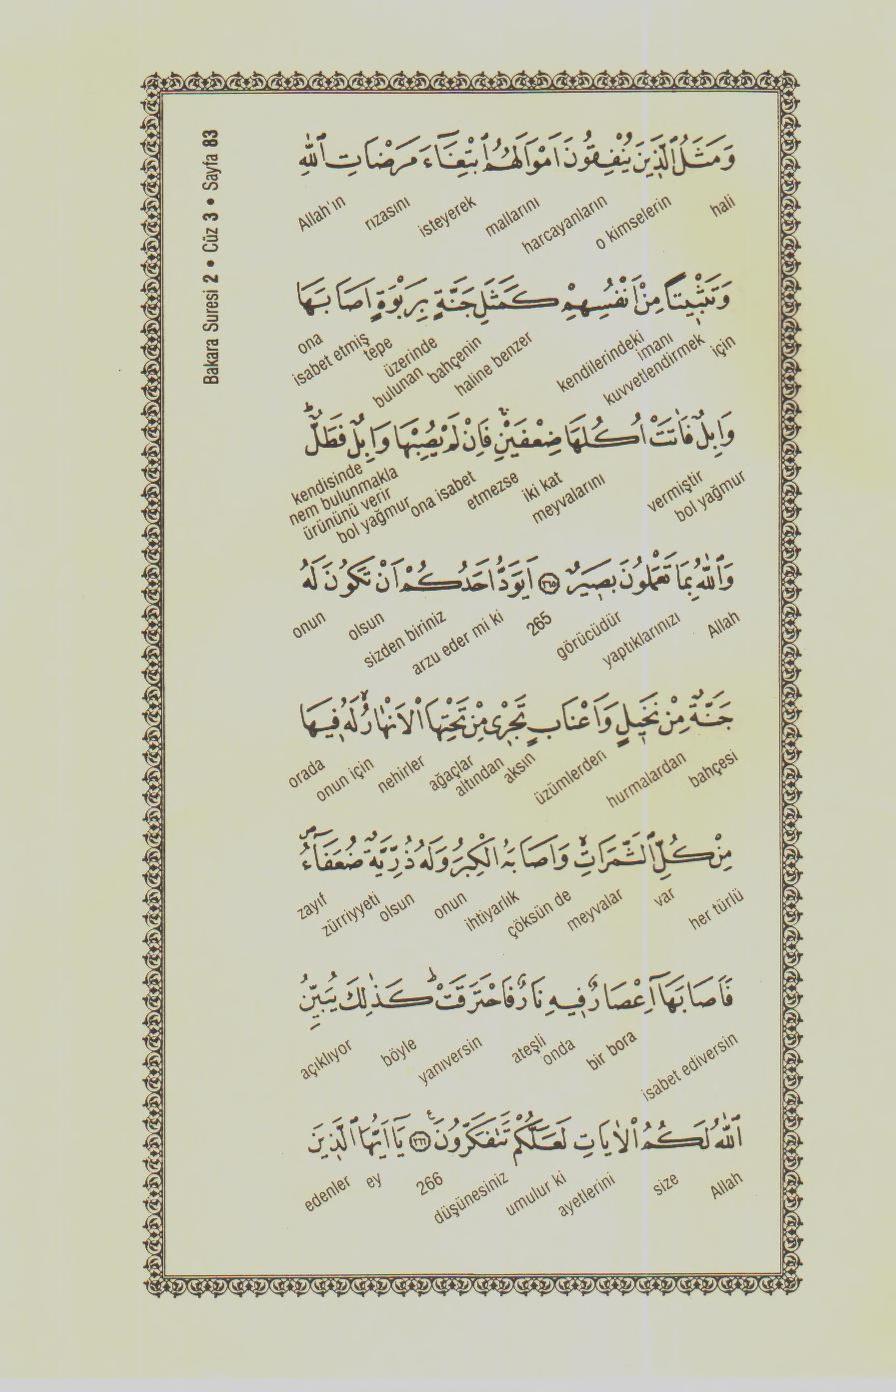 Bakara Suresi 2 • Cüz 3 • Sayfa 83
وَمَثَلُ الَّذِينَ يُنْفِقُونَ اَمْوَالَهُمُ ابْتِغَٓاءَ مَرْضَاتِ اللّٰهِ
hali o kimselerin harcayanların mallarını isteyerek rızasını Allah'ın
وَتَثْبِيتًا مِنْ اَنْفُسِهِمْ كَمَثَلِ جَنَّةٍ بِرَبْوَةٍ اَصَابَهَا
için kuvvetlendirmek imanı kendilerindeki haline benzer bahçenin bulunan üzerinde tepe isabet etmiş ona
وَابِلٌ فَاٰتَتْ اُكُلَهَا ضِعْفَيْنِۚ فَاِنْ لَمْ يُصِبْهَا وَابِلٌ فَطَلٌّۜ
bol yağmur vermiştir meyvalarını iki kat etmezse ona isabet bol yağmur ürününü verir nem bulunmakla kendisinde
وَاللّٰهُ بِمَا تَعْمَلُونَ بَصِيرٌ ﴿٢٦٥﴾ اَيَوَدُّ اَحَدُكُمْ اَنْ تَكُونَ لَهُ
Allah yaptıklarınızı görücüdür 265 arzu eder mi ki sizden biriniz olsun onun
جَنَّةٌ مِنْ نَخِيلٍ وَاَعْنَابٍ تَجْرِي مِنْ تَحْتِهَا الْاَنْهَارُۙ لَهُ فِيهَا
bahçesi hurmalardan üzümlerden aksın altından ağaçlar nehirler onun için orada
مِنْ كُلِّ الثَّمَرَاتِۙ وَاَصَابَهُ الْكِبَرُ وَلَهُ ذُرِّيَّةٌ ضُعَفَٓاءُۖ
her türlü var meyvalar çöksün de ihtiyarlık onun olsun zürriyyeti zayıf
فَاَصَابَهَٓا اِعْصَارٌ فِيهِ نَارٌ فَاحْتَرَقَتْۜ كَذٰلِكَ يُبَيِّنُ
isabet ediversin bir bora onda ateşli yanıversin böyle açıklıyor
اللّٰهُ لَكُمُ الْاٰيَاتِ لَعَلَّكُمْ تَتَفَكَّرُونَ۟ ﴿٢٦٦﴾ يَٓا اَيُّهَا الَّذِينَ
Allah size ayetlerini umulur ki düşünesiniz 266 ey edenler